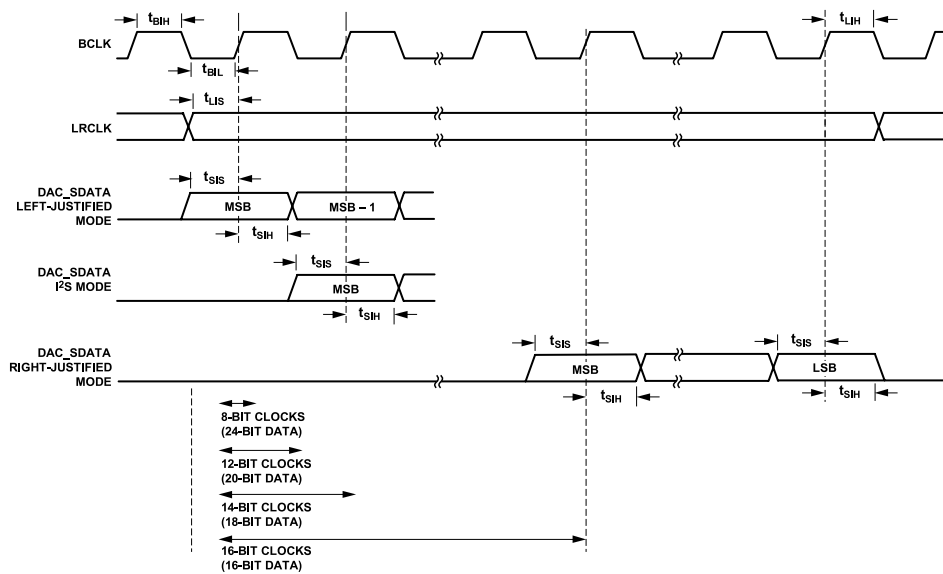 tBIH
tLIH
BCLK
tBIL
tLIS
LRCLK
tSIS
DAC_SDATA
LEFT-JUSTIFIED
MODE
MSB
MSB – 1
tSIH
tSIS
DAC_SDATA
I2S MODE
MSB
tSIH
tSIS
tSIS
DAC_SDATA
RIGHT-JUSTIFIED
MODE
MSB
LSB
tSIH
tSIH
8-BIT CLOCKS
(24-BIT DATA)
12-BIT CLOCKS
(20-BIT DATA)
14-BIT CLOCKS
(18-BIT DATA)
16-BIT CLOCKS
(16-BIT DATA)